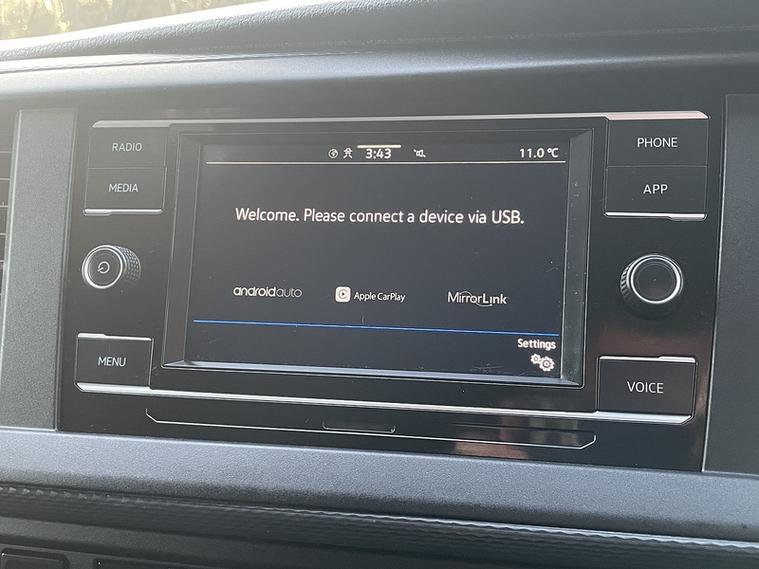 RADIO
MEDIA
MENU
3:43
11.0 °C
Welcome. Please connect a device via USB.
androidauto
Apple CarPlay
MirrorLink
Settings
PHONE
APP
VOICE